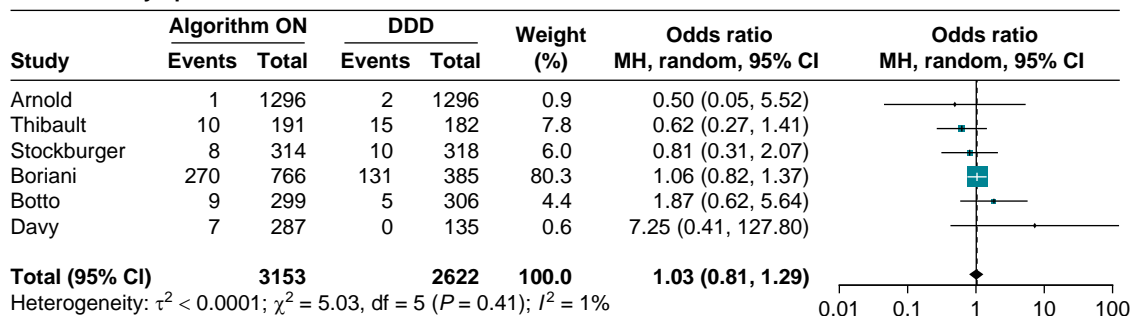 Algorithm ON DDD Weight Odds ratio Odds ratio
Study Events Total Events Total (%) MH, random, 95% CI MH, random, 95% CI
Arnold 1 1296 2 1296 0.9 0.50 (0.05, 5.52)
Thibault 10 191 15 182 7.8 0.62 (0.27, 1.41)
Stockburger 8 314 10 318 6.0 0.81 (0.31, 2.07)
Boriani 270 766 131 385 80.3 1.06 (0.82, 1.37)
Botto 9 299 5 306 4.4 1.87 (0.62, 5.64)
Davy 7 287 0 135 0.6 7.25 (0.41, 127.80)
Total (95% CI) 3153 2622 100.0 1.03 (0.81, 1.29)
Heterogeneity: τ² < 0.0001; χ² = 5.03, df = 5 (P = 0.41); I² = 1%
0.01 0.1 1 10 100